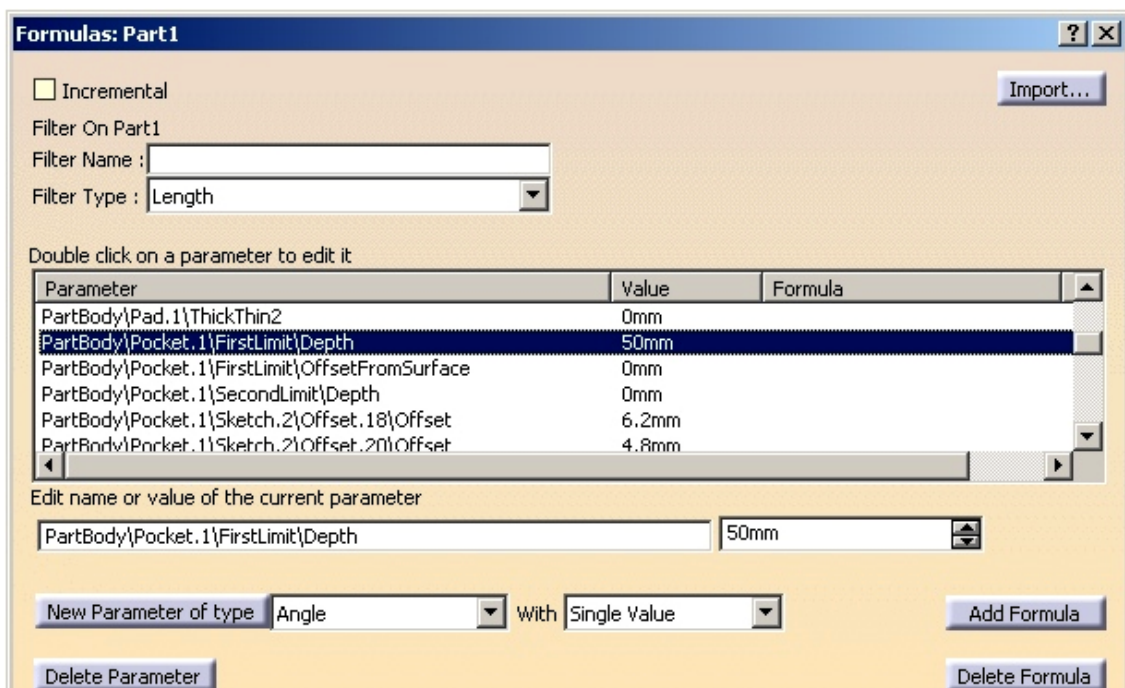 Formulas: Part1
Incremental
Import...
Filter On Part1
Filter Name :
Filter Type : Length
Double click on a parameter to edit it
Parameter Value Formula
PartBody\Pad.1\ThickThin2 0mm
PartBody\Pocket.1\FirstLimit\Depth 50mm
PartBody\Pocket.1\FirstLimit\OffsetFromSurface 0mm
PartBody\Pocket.1\SecondLimit\Depth 0mm
PartBody\Pocket.1\Sketch.2\Offset.18\Offset 6.2mm
PartBody\Pocket.1\Sketch.2\Offset.20\Offset 4.8mm
Edit name or value of the current parameter
PartBody\Pocket.1\FirstLimit\Depth 50mm
New Parameter of type Angle With Single Value Add Formula
Delete Parameter Delete Formula